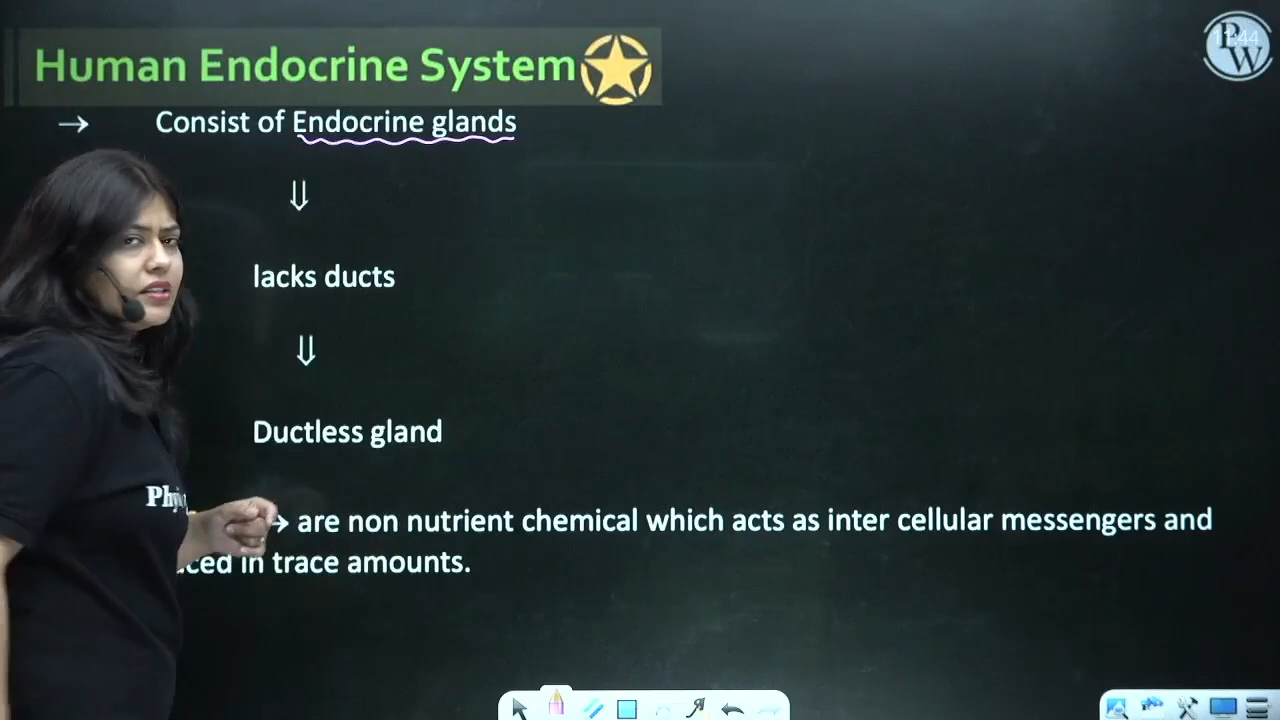 Human Endocrine System
→ Consist of Endocrine glands
⇓
lacks ducts
⇓
Ductless gland
→ are non nutrient chemical which acts as inter cellular messengers and
in trace amounts.
PW